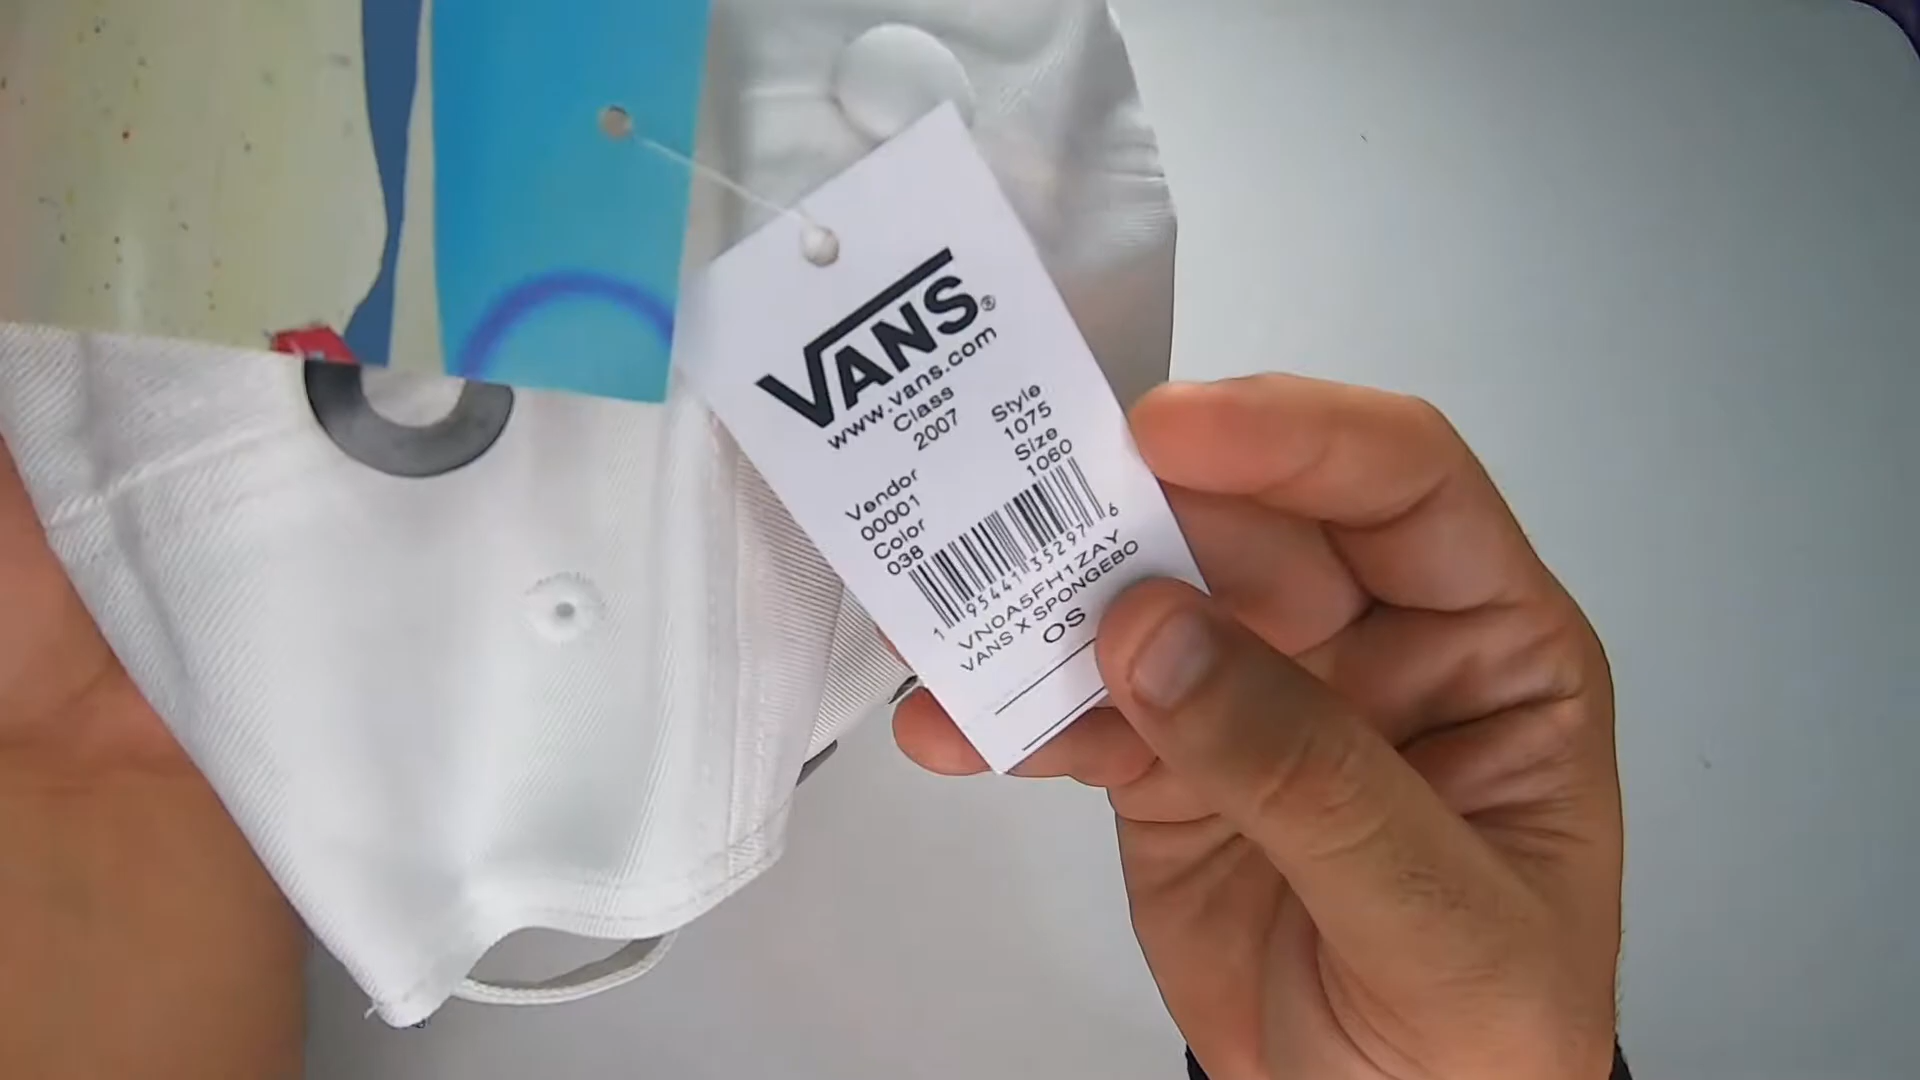 VANS®
www.vans.com
Class
2007
Style
1075
Size
1060
Vendor
00001
Color
038
1 95441 35297 6
VN0A5FH1ZAY
VANS X SPONGEBO
OS